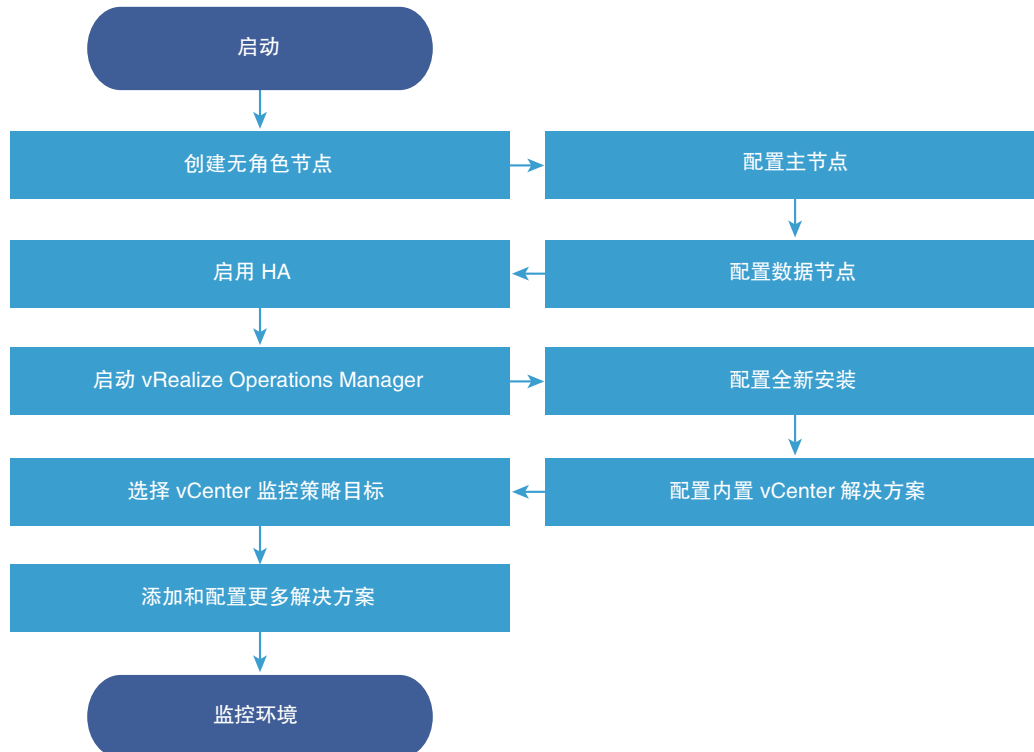 启动
创建无角色节点
配置主节点
启用 HA
配置数据节点
启动 vRealize Operations Manager
配置全新安装
选择 vCenter 监控策略目标
配置内置 vCenter 解决方案
添加和配置更多解决方案
监控环境